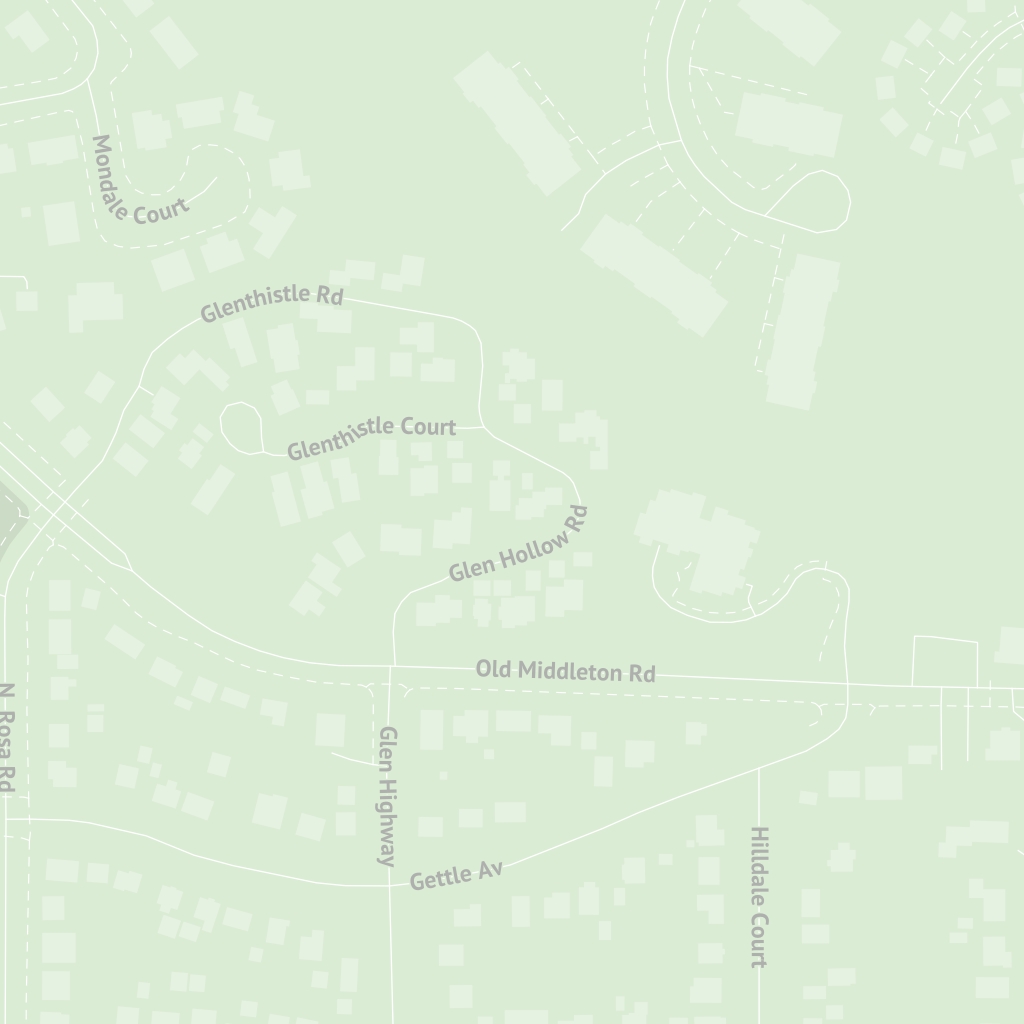 Mondale Court
Glenthistle Rd
Glenthistle Court
Glen Hollow Rd
Old Middleton Rd
N Rosa Rd
Glen Highway
Gettle Av
Hilldale Court